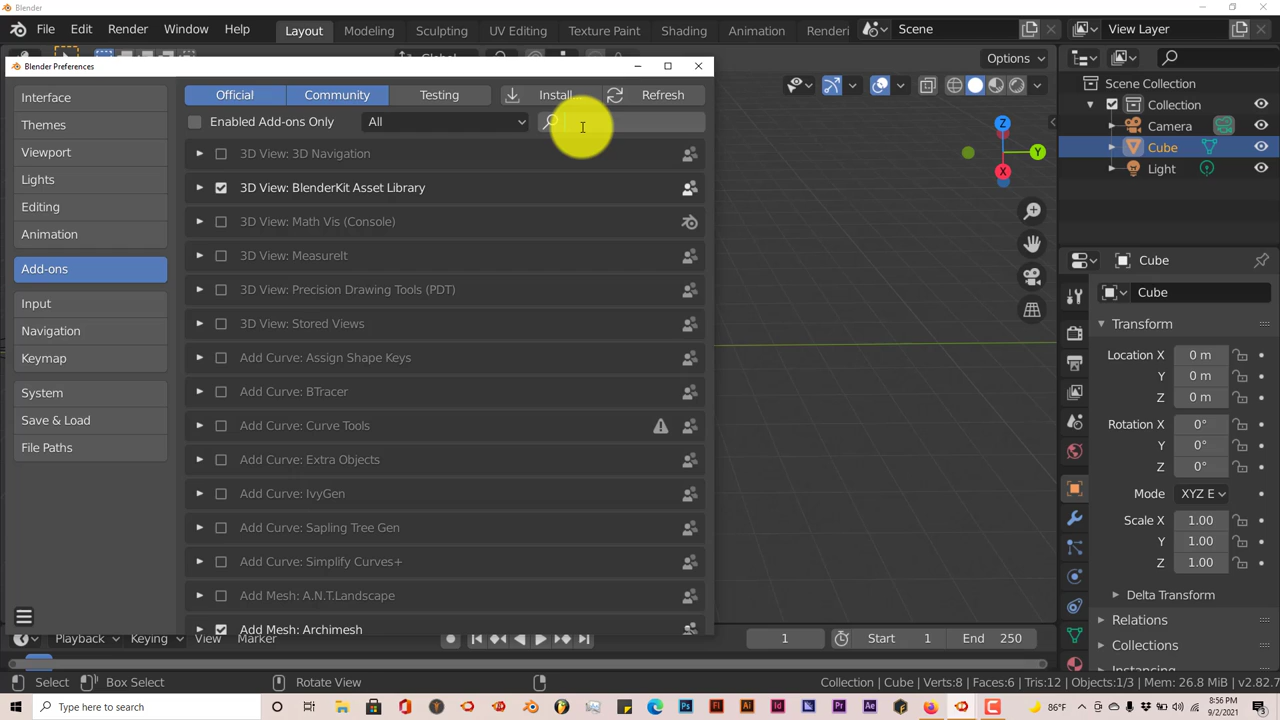 Blender
File Edit Render Window Help Layout Modeling Sculpting UV Editing Texture Paint Shading Animation Renderi Scene View Layer
Global Options
Blender Preferences
Interface
Themes
Viewport
Lights
Editing
Animation
Add-ons
Input
Navigation
Keymap
System
Save & Load
File Paths
Official Community Testing Install... Refresh
Enabled Add-ons Only All
3D View: 3D Navigation
3D View: BlenderKit Asset Library
3D View: Math Vis (Console)
3D View: MeasureIt
3D View: Precision Drawing Tools (PDT)
3D View: Stored Views
Add Curve: Assign Shape Keys
Add Curve: BTracer
Add Curve: Curve Tools
Add Curve: Extra Objects
Add Curve: IvyGen
Add Curve: Sapling Tree Gen
Add Curve: Simplify Curves+
Add Mesh: A.N.T.Landscape
Add Mesh: Archimesh
Z
Y
X
Scene Collection
Collection
Camera
Cube
Light
Cube
Cube
Transform
Location X 0 m
Y 0 m
Z 0 m
Rotation X 0°
Y 0°
Z 0°
Mode XYZ E
Scale X 1.00
Y 1.00
Z 1.00
Delta Transform
Relations
Collections
Instancing
Playback Keying View Marker 1 Start 1 End 250
Select Box Select Rotate View Collection | Cube | Verts:8 | Faces:6 | Tris:12 | Objects:1/3 | Mem: 26.8 MiB | v2.82.7
Type here to search 86°F 8:56 PM
9/2/2021